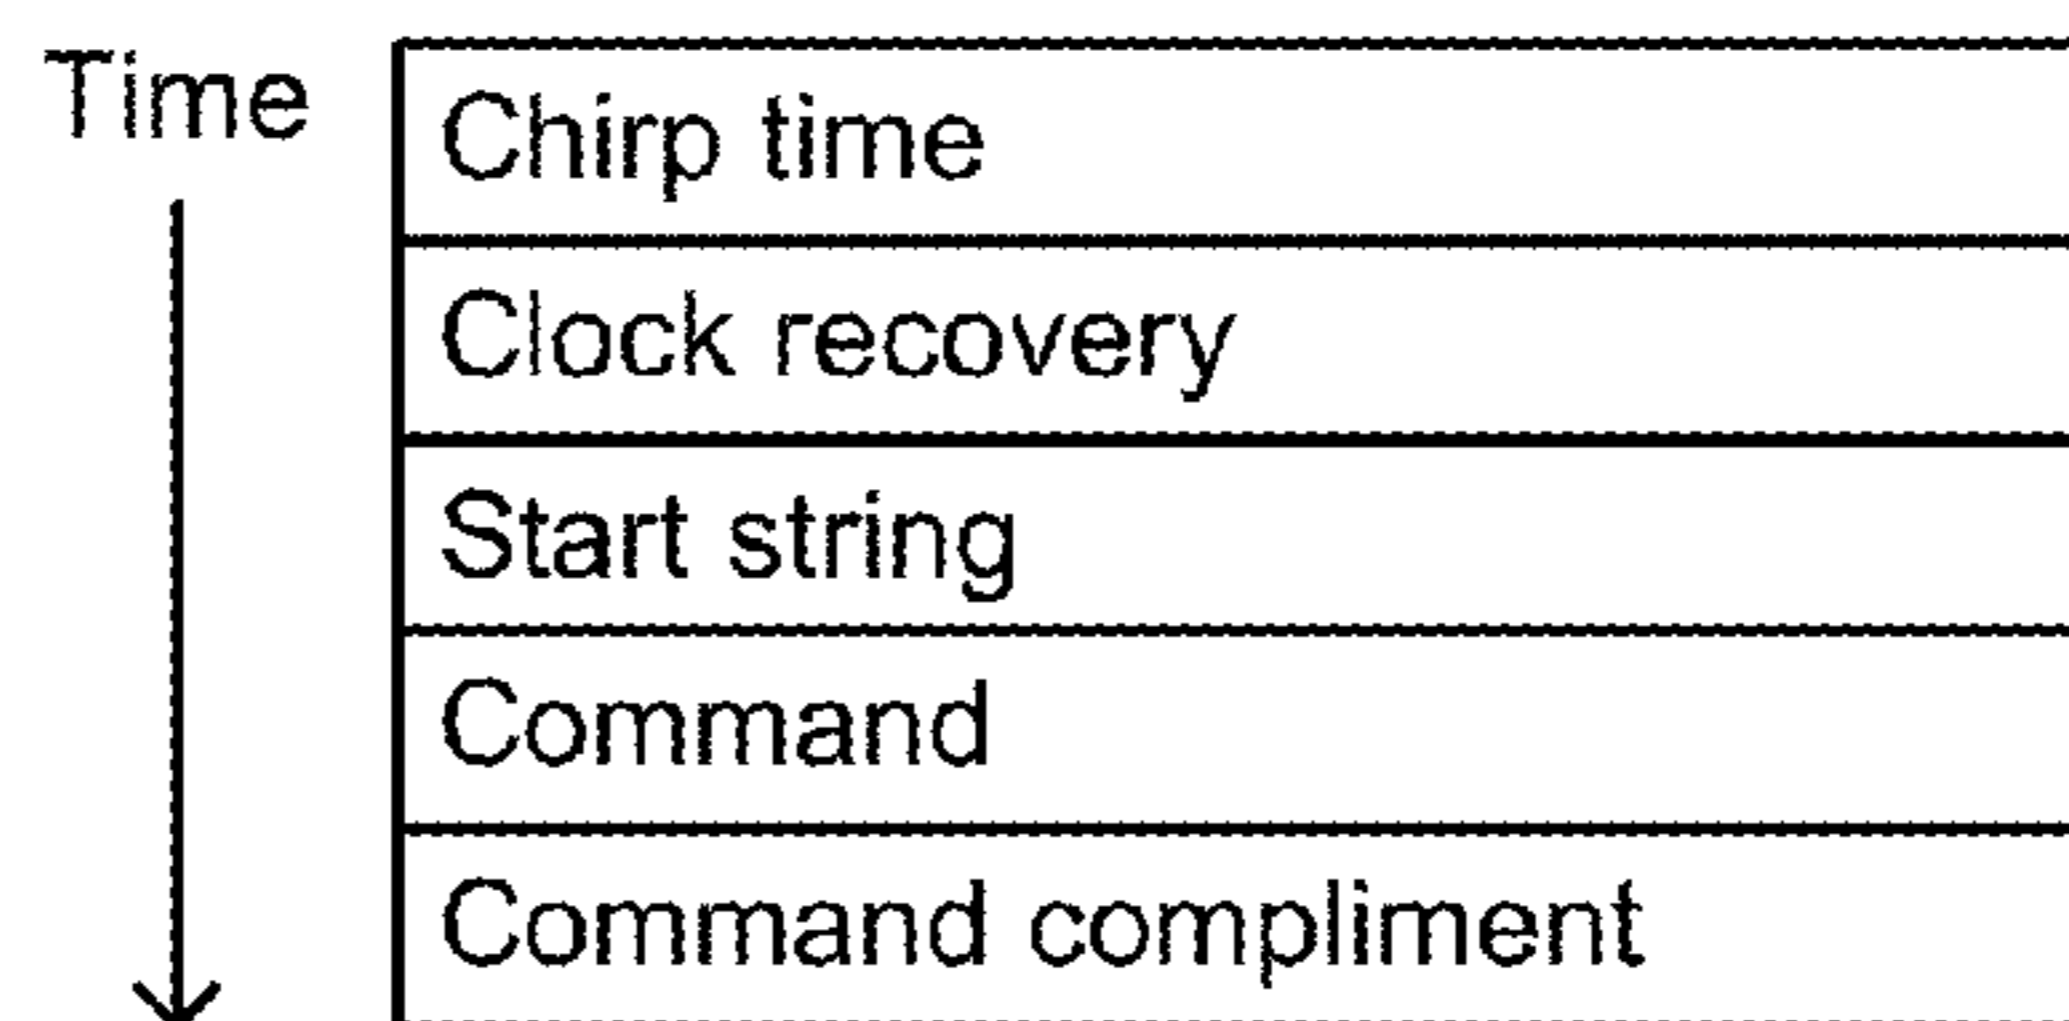 Time
Chirp time
Clock recovery
Start string
Command
Command compliment